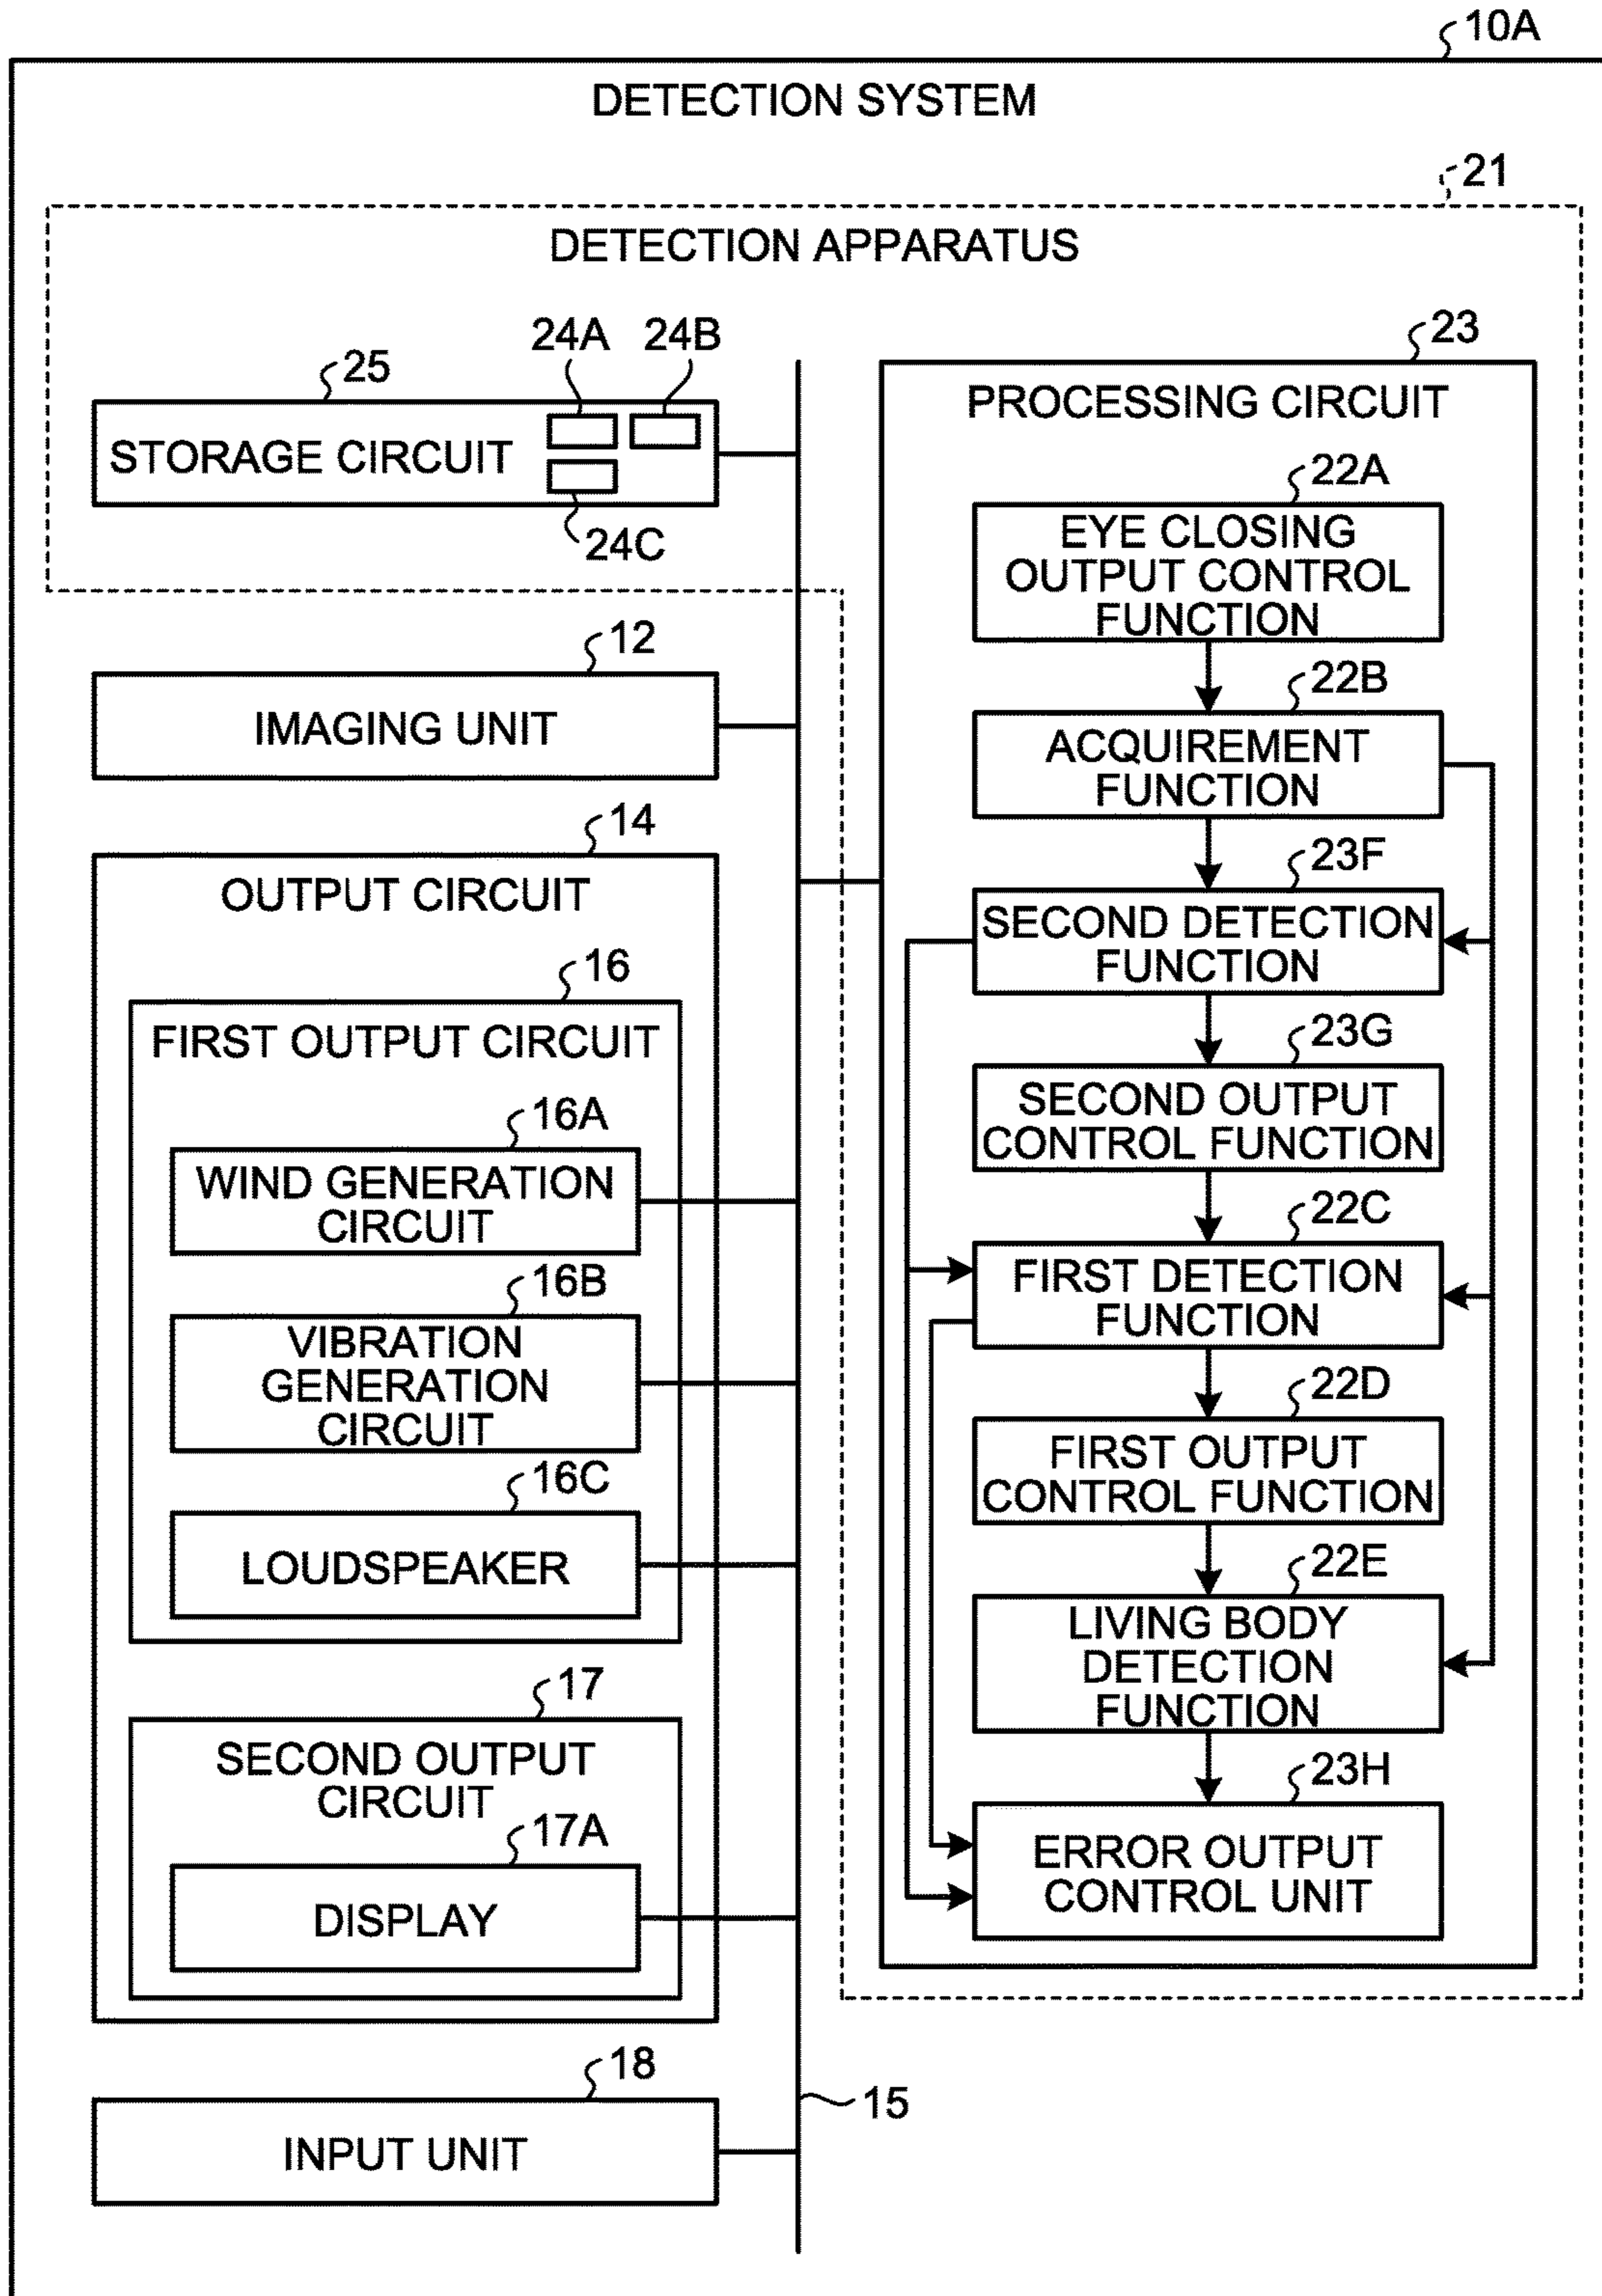 10A
DETECTION SYSTEM
21
DETECTION APPARATUS
25
24A
24B
STORAGE CIRCUIT
24C
12
IMAGING UNIT
14
OUTPUT CIRCUIT
16
FIRST OUTPUT CIRCUIT
16A
WIND GENERATION
CIRCUIT
16B
VIBRATION
GENERATION
CIRCUIT
16C
LOUDSPEAKER
17
SECOND OUTPUT
CIRCUIT
17A
DISPLAY
18
INPUT UNIT
15
23
PROCESSING CIRCUIT
22A
EYE CLOSING
OUTPUT CONTROL
FUNCTION
22B
ACQUIREMENT
FUNCTION
23F
SECOND DETECTION
FUNCTION
23G
SECOND OUTPUT
CONTROL FUNCTION
22C
FIRST DETECTION
FUNCTION
22D
FIRST OUTPUT
CONTROL FUNCTION
22E
LIVING BODY
DETECTION
FUNCTION
23H
ERROR OUTPUT
CONTROL UNIT